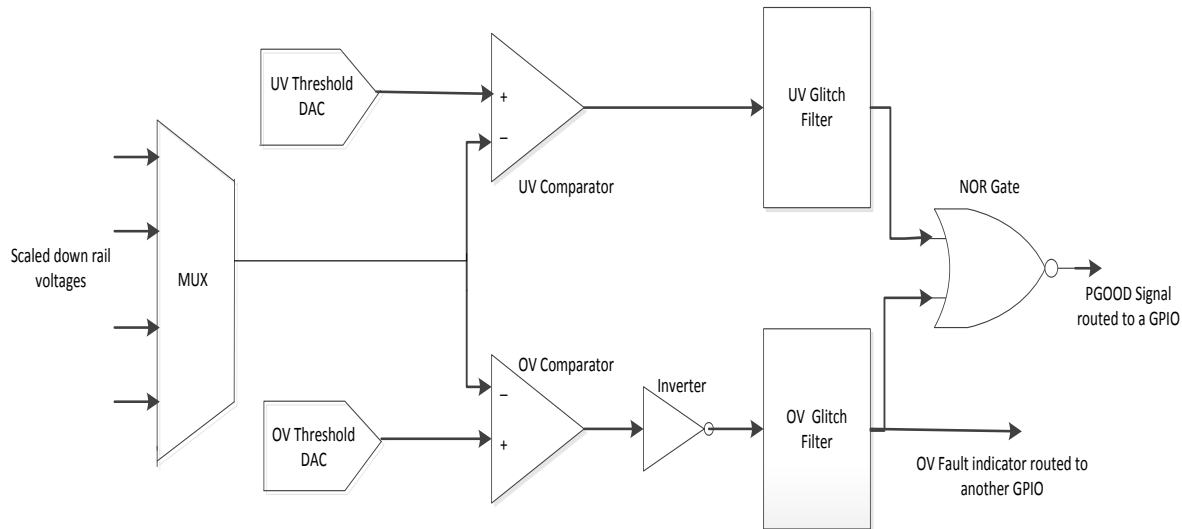 UV Threshold
DAC
+
−
UV Comparator
UV Glitch
Filter
NOR Gate
Scaled down rail
voltages
MUX
PGOOD Signal
routed to a GPIO
OV Comparator
Inverter
−
+
OV Threshold
DAC
OV Glitch
Filter
OV Fault indicator routed to
another GPIO